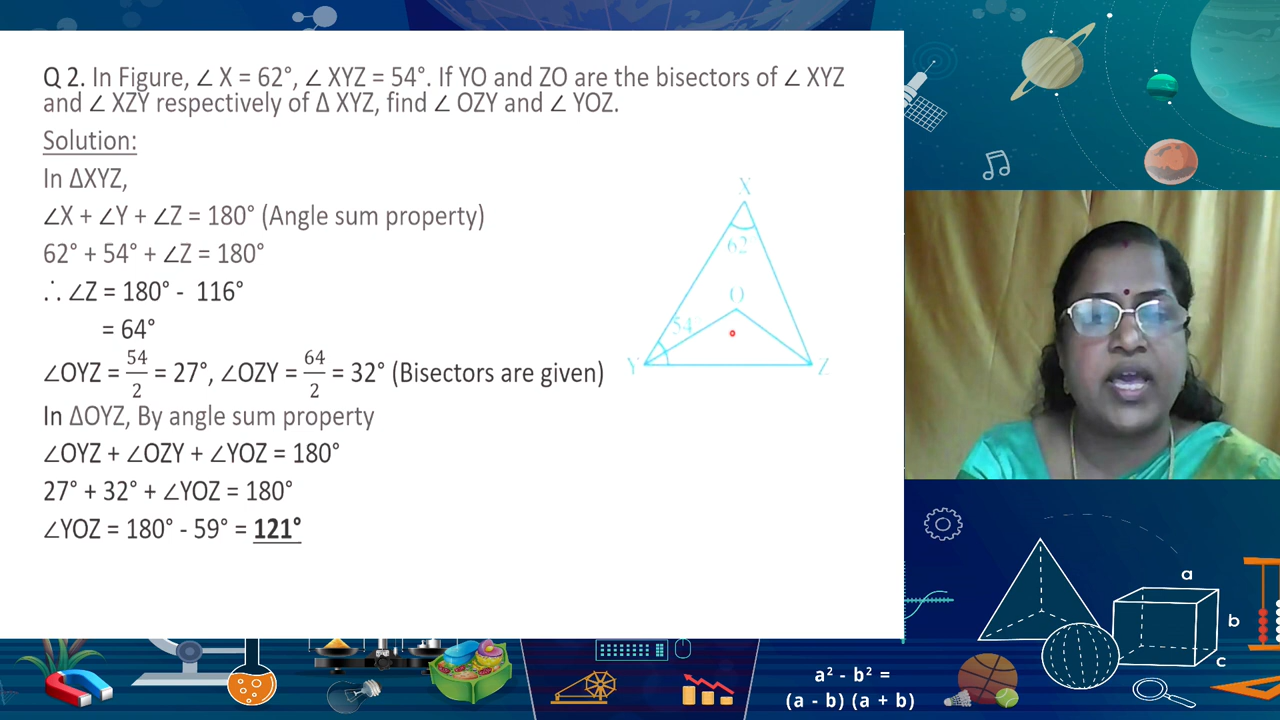 Q 2. In Figure, ∠ X = 62°, ∠ XYZ = 54°. If YO and ZO are the bisectors of ∠ XYZ
and ∠ XZY respectively of Δ XYZ, find ∠ OZY and ∠ YOZ.
Solution:
In ΔXYZ,
∠X + ∠Y + ∠Z = 180° (Angle sum property)
62° + 54° + ∠Z = 180°
∴ ∠Z = 180° - 116°
= 64°
∠OYZ = 54/2 = 27°, ∠OZY = 64/2 = 32° (Bisectors are given)
In ΔOYZ, By angle sum property
∠OYZ + ∠OZY + ∠YOZ = 180°
27° + 32° + ∠YOZ = 180°
∠YOZ = 180° - 59° = 121°
X
62
O
54
Y
Z
a
b
c
a² - b² =
(a - b) (a + b)